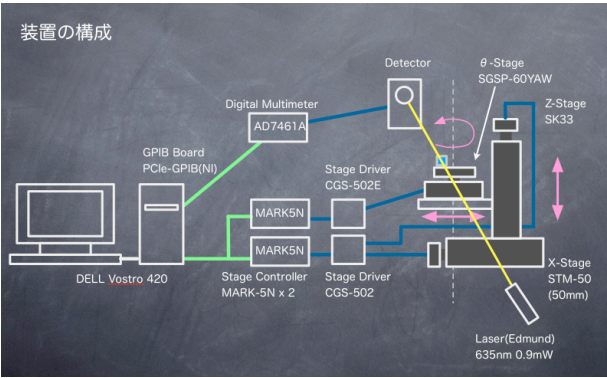 装置の構成
Detector
θ-Stage
SGSP-60YAW
Z-Stage
SK33
Digital Multimeter
AD7461A
GPIB Board
PCIe-GPIB(NI)
Stage Driver
CGS-502E
MARK5N
MARK5N
DELL Vostro 420
Stage Controller
MARK-5N x 2
Stage Driver
CGS-502
X-Stage
STM-50
(50mm)
Laser(Edmund)
635nm 0.9mW